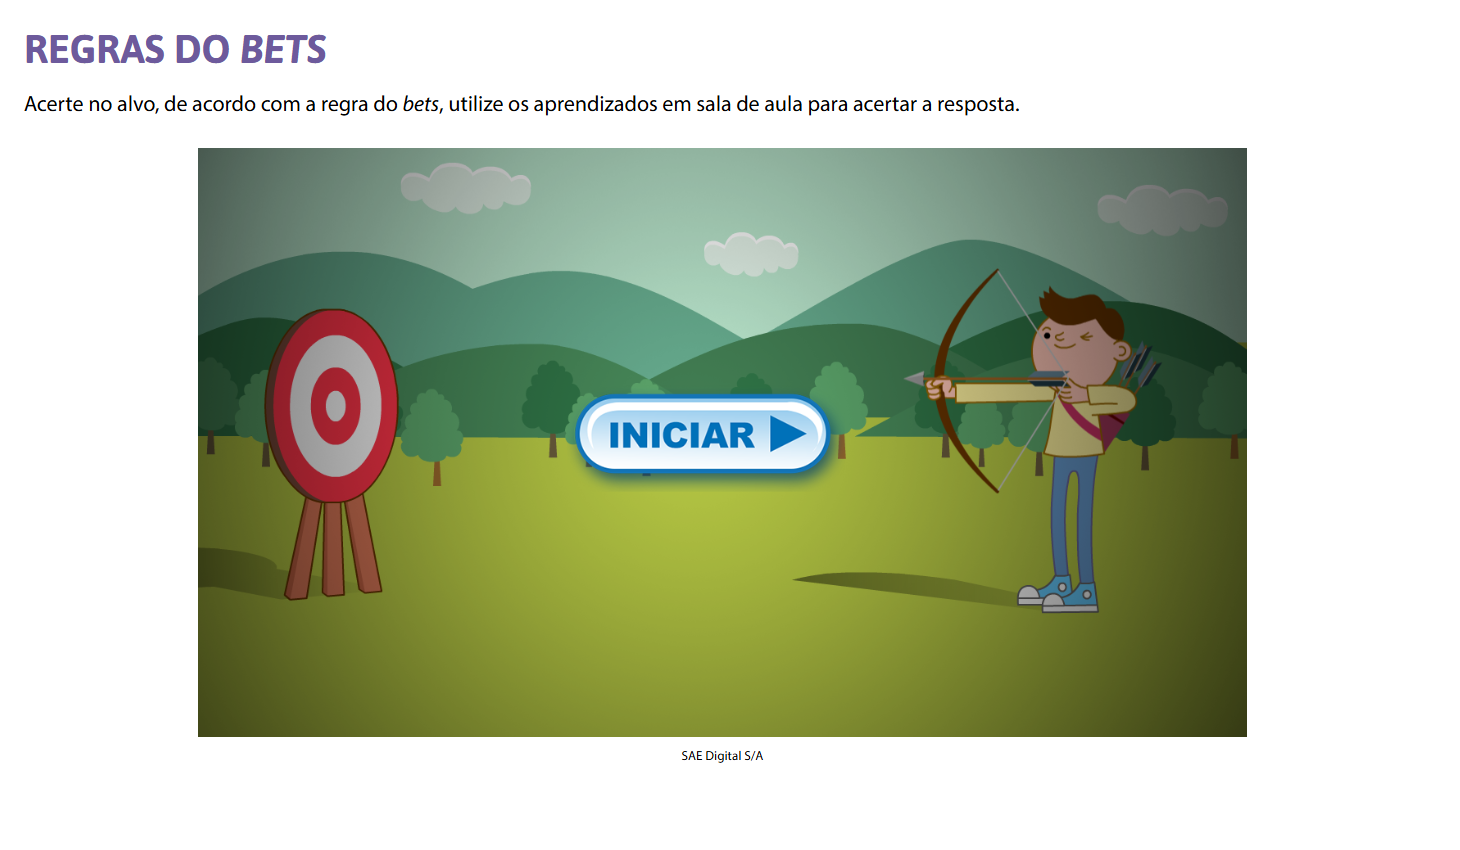 REGRAS DO BETS
Acerte no alvo, de acordo com a regra do bets, utilize os aprendizados em sala de aula para acertar a resposta.
INICIAR
SAE Digital S/A